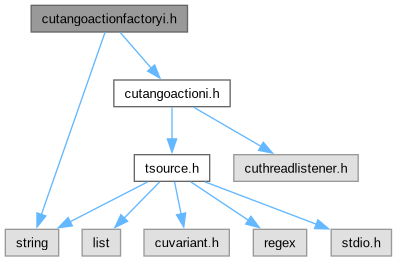 cutangoactionfactoryi.h
cutangoactioni.h
tsource.h
cuthreadlistener.h
string
list
cuvariant.h
regex
stdio.h